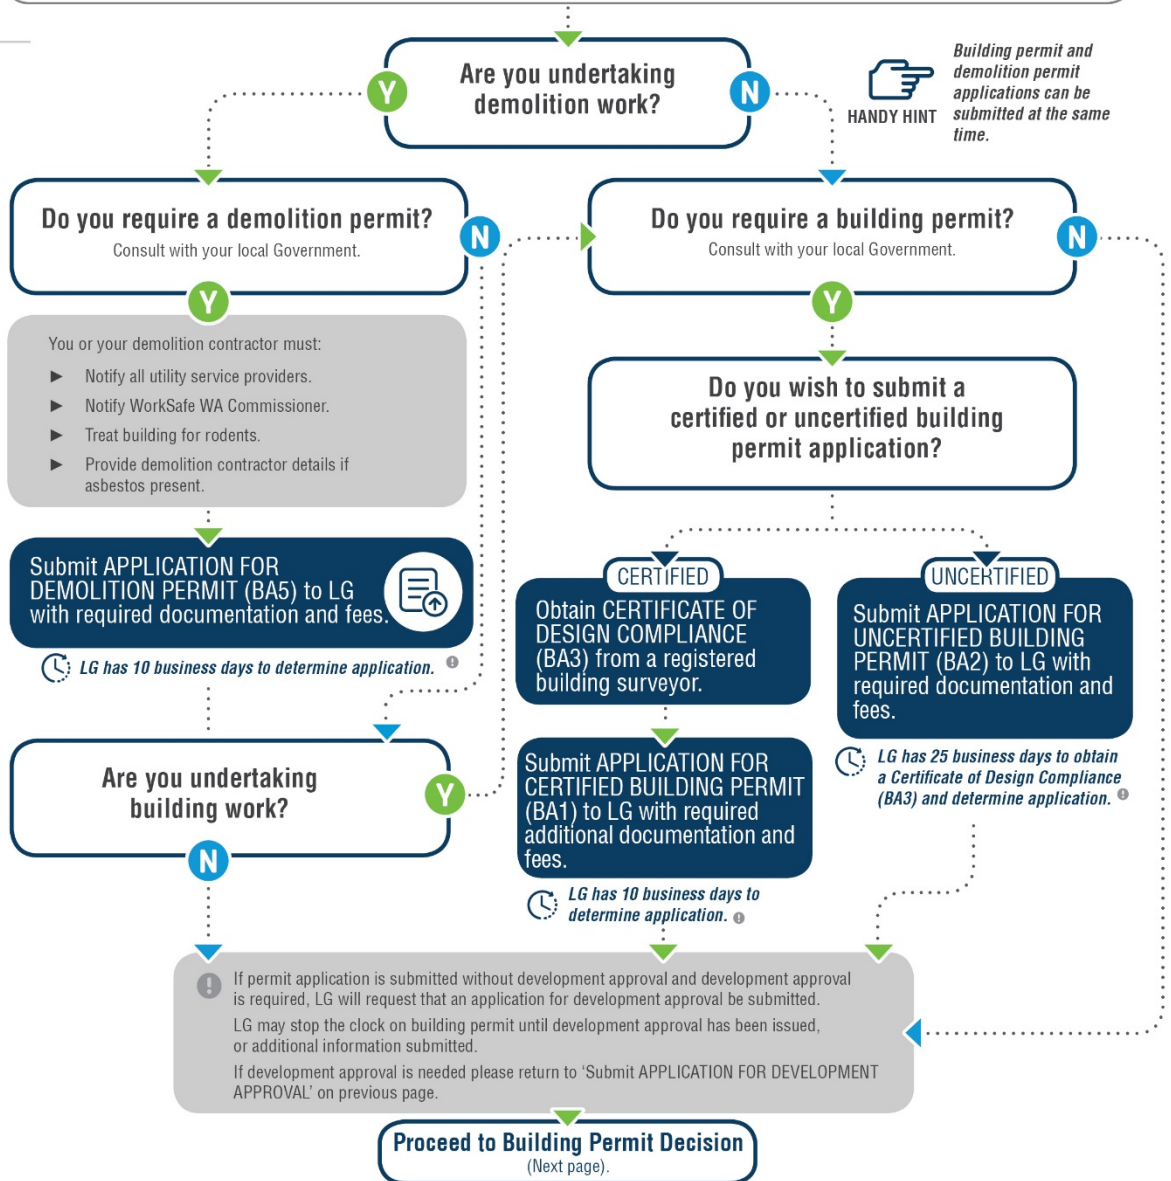 Are you undertaking
demolition work?
Y
N
HANDY HINT
Building permit and
demolition permit
applications can be
submitted at the same
time.
Do you require a demolition permit?
Consult with your local Government.
N
Y
Do you require a building permit?
Consult with your local Government.
N
Y
You or your demolition contractor must:
► Notify all utility service providers.
► Notify WorkSafe WA Commissioner.
► Treat building for rodents.
► Provide demolition contractor details if
asbestos present.
Do you wish to submit a
certified or uncertified building
permit application?
Submit APPLICATION FOR
DEMOLITION PERMIT (BA5) to LG
with required documentation and fees.
LG has 10 business days to determine application.
CERTIFIED
Obtain CERTIFICATE OF
DESIGN COMPLIANCE
(BA3) from a registered
building surveyor.
UNCERTIFIED
Submit APPLICATION FOR
UNCERTIFIED BUILDING
PERMIT (BA2) to LG with
required documentation and
fees.
Are you undertaking
building work?
Y
N
Submit APPLICATION FOR
CERTIFIED BUILDING PERMIT
(BA1) to LG with required
additional documentation and
fees.
LG has 25 business days to obtain
a Certificate of Design Compliance
(BA3) and determine application.
LG has 10 business days to
determine application.
If permit application is submitted without development approval and development approval
is required, LG will request that an application for development approval be submitted.
LG may stop the clock on building permit until development approval has been issued,
or additional information submitted.
If development approval is needed please return to ‘Submit APPLICATION FOR DEVELOPMENT
APPROVAL’ on previous page.
Proceed to Building Permit Decision
(Next page).